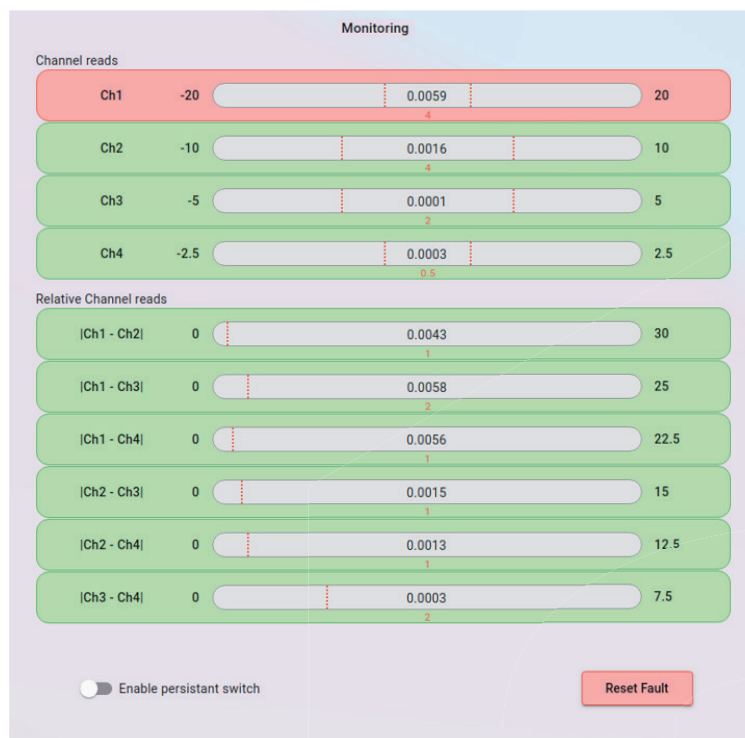 Monitoring
Channel reads
Ch1 -20 0.0059 20
4
Ch2 -10 0.0016 10
4
Ch3 -5 0.0001 5
2
Ch4 -2.5 0.0003 2.5
0.5
Relative Channel reads
|Ch1 - Ch2| 0 0.0043 30
1
|Ch1 - Ch3| 0 0.0058 25
2
|Ch1 - Ch4| 0 0.0056 22.5
1
|Ch2 - Ch3| 0 0.0015 15
1
|Ch2 - Ch4| 0 0.0013 12.5
1
|Ch3 - Ch4| 0 0.0003 7.5
2
Enable persistant switch Reset Fault